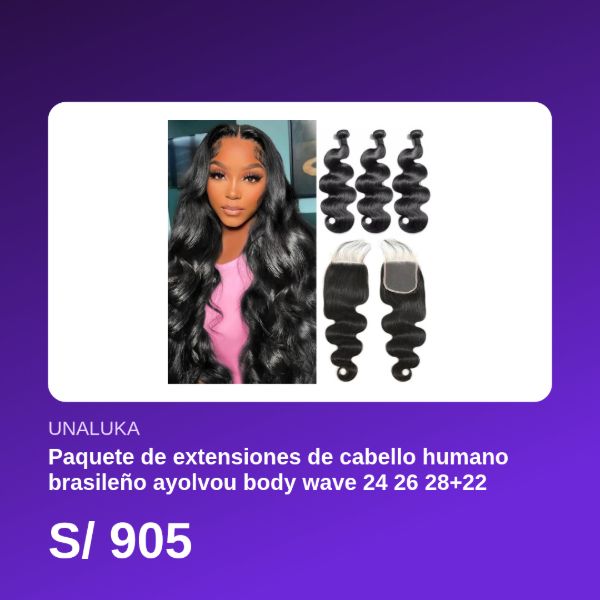 UNALUKA
Paquete de extensiones de cabello humano
brasileño ayolvou body wave 24 26 28+22
S/ 905